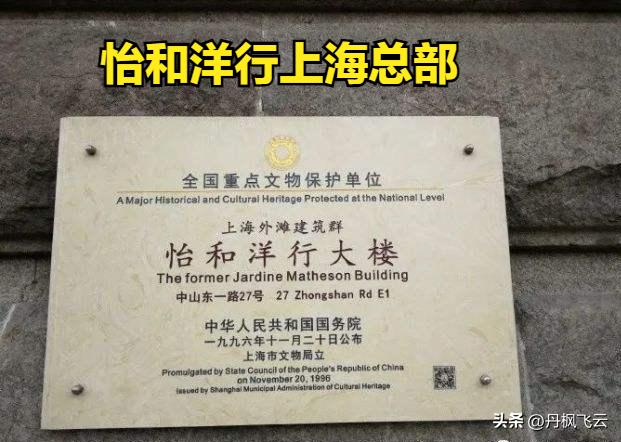 怡和洋行上海总部
全国重点文物保护单位
A Major Historical and Cultural Heritage Protected at the National Level
上海外滩建筑群
怡和洋行大楼
The former Jardine Matheson Building
中山东一路27号 27 Zhongshan Rd E1
中华人民共和国国务院
一九九六年十一月二十日公布
上海市文物局立
Promulgated by State Council of the People's Republic of China
on November 20, 1996
Issued by Shanghai Municipal Administration of Cultural Heritage
头条 @丹枫飞云